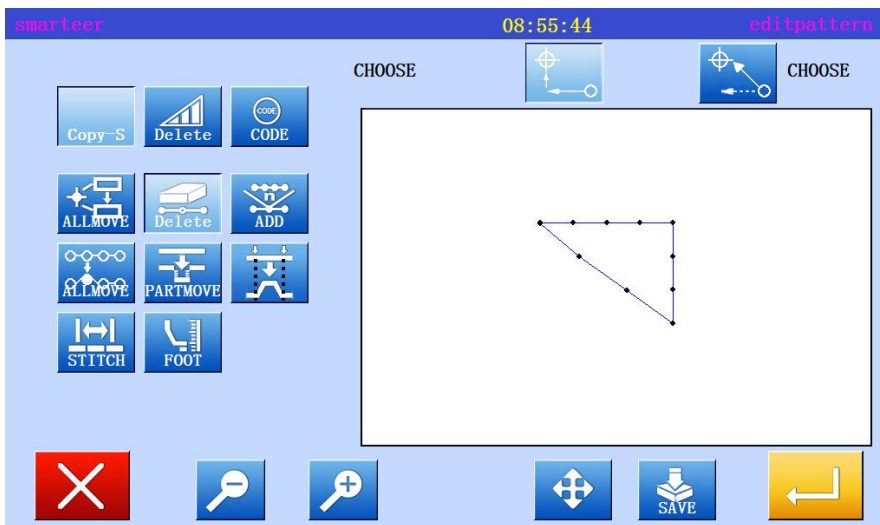 smarteer 08:55:44 editpattern
CHOOSE CHOOSE
Copy-S Delete CODE CODE
ALLMOVE Delete n ADD
ALLMOVE PARTMOVE
STITCH FOOT
SAVE